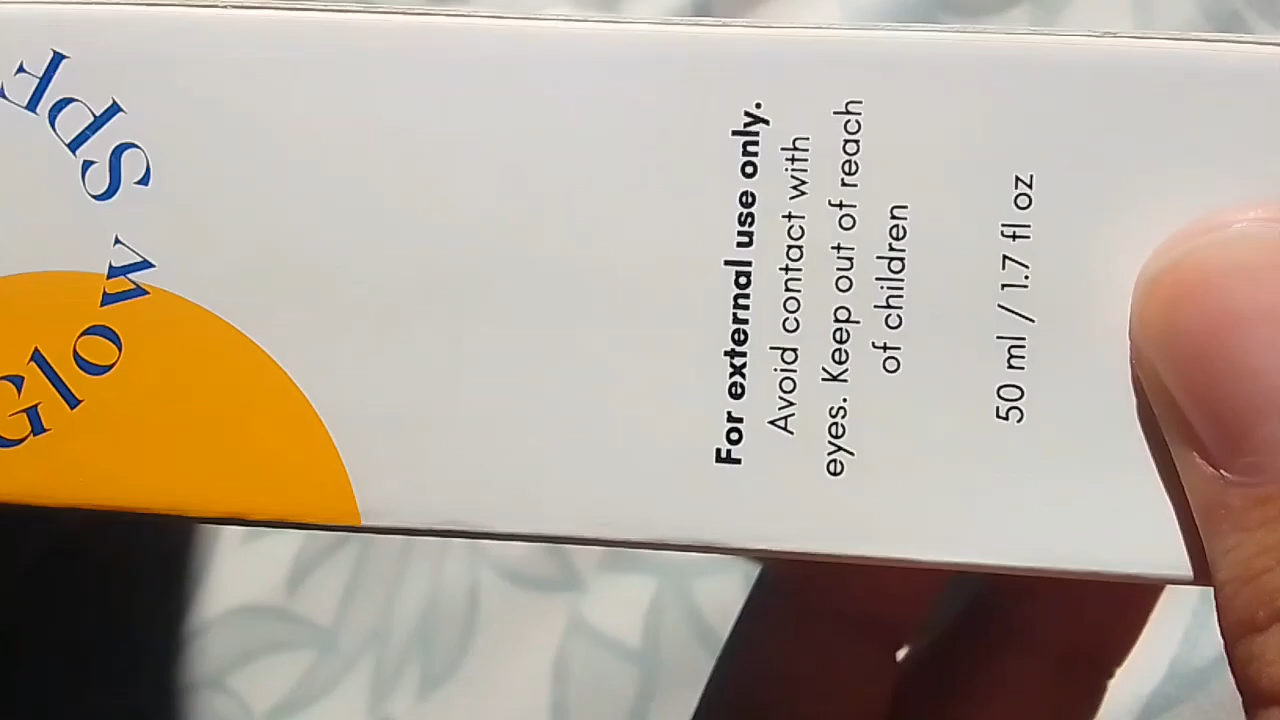 Glow SPF
For external use only.
Avoid contact with
eyes. Keep out of reach
of children
50 ml / 1.7 fl oz